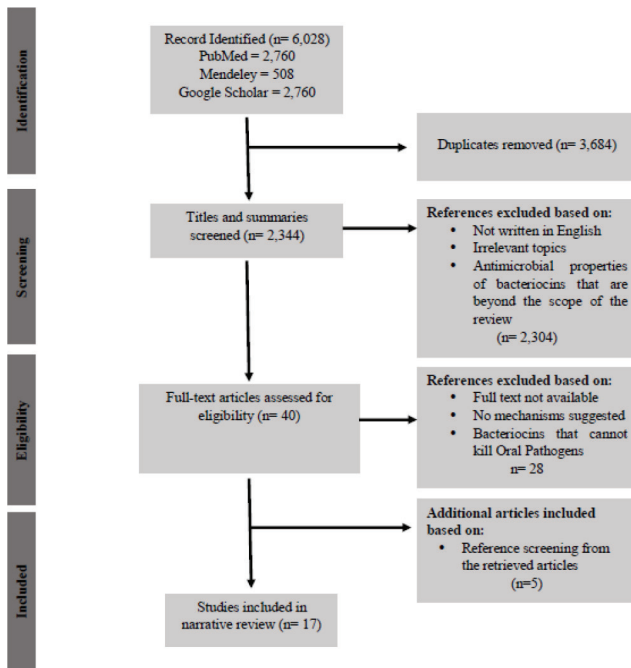 Identification
Record Identified (n= 6,028)
PubMed = 2,760
Mendeley = 508
Google Scholar = 2,760
Duplicates removed (n= 3,684)
Screening
Titles and summaries
screened (n= 2,344)
References excluded based on:
• Not written in English
• Irrelevant topics
• Antimicrobial properties
of bacteriocins that are
beyond the scope of the
review
(n= 2,304)
Eligibility
Full-text articles assessed for
eligibility (n= 40)
References excluded based on:
• Full text not available
• No mechanisms suggested
• Bacteriocins that cannot
kill Oral Pathogens
n= 28
Included
Additional articles included
based on:
• Reference screening from
the retrieved articles
(n=5)
Studies included in
narrative review (n= 17)